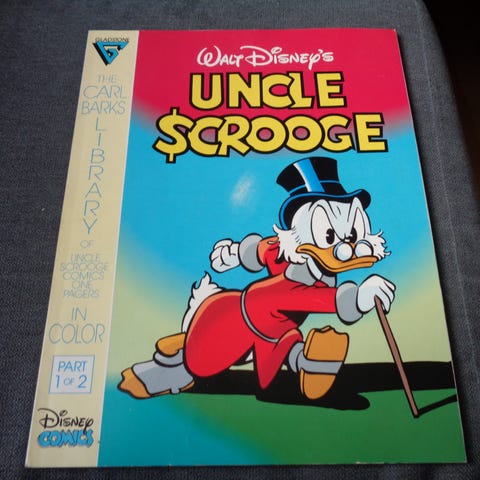 GLADSTONE
THE
CARL
BARKS
LIBRARY
OF
UNCLE
SCROOGE
COMICS
ONE
PAGERS
IN
COLOR
PART
1 OF 2
DISNEY
COMICS
WALT DISNEY'S
UNCLE
$CROOGE